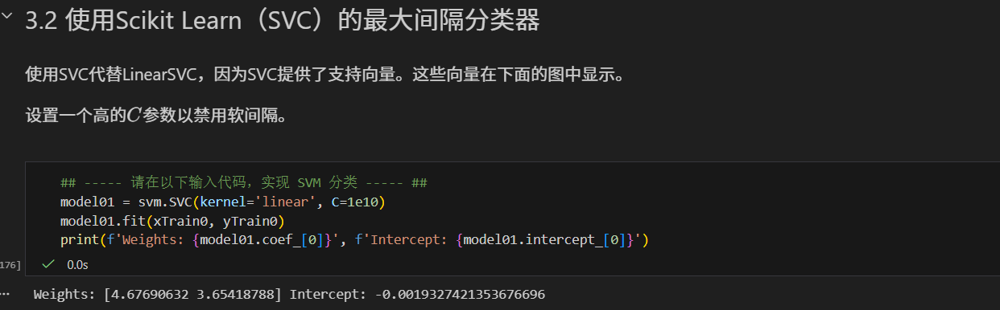 3.2 使用Scikit Learn（SVC）的最大间隔分类器
使用SVC代替LinearSVC，因为SVC提供了支持向量。这些向量在下面的图中显示。
设置一个高的C参数以禁用软间隔。
## ----- 请在以下输入代码，实现 SVM 分类 ----- ##
model01 = svm.SVC(kernel='linear', C=1e10)
model01.fit(xTrain0, yTrain0)
print(f'Weights: {model01.coef_[0]}', f'Intercept: {model01.intercept_[0]}')
176] 0.0s
... Weights: [4.67690632 3.65418788] Intercept: -0.0019327421353676696